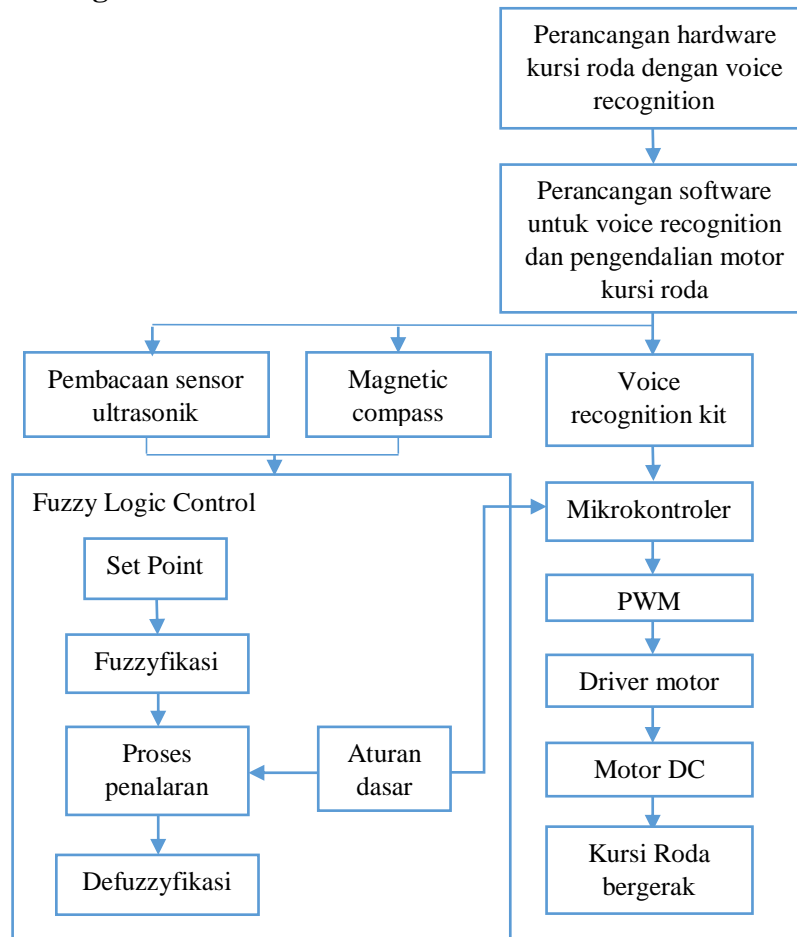 Perancangan hardware
kursi roda dengan voice
recognition
Perancangan software
untuk voice recognition
dan pengendalian motor
kursi roda
Pembacaan sensor
ultrasonik
Magnetic
compass
Voice
recognition kit
Fuzzy Logic Control
Set Point
Fuzzyfikasi
Proses
penalaran
Aturan
dasar
Defuzzyfikasi
Mikrokontroler
PWM
Driver motor
Motor DC
Kursi Roda
bergerak